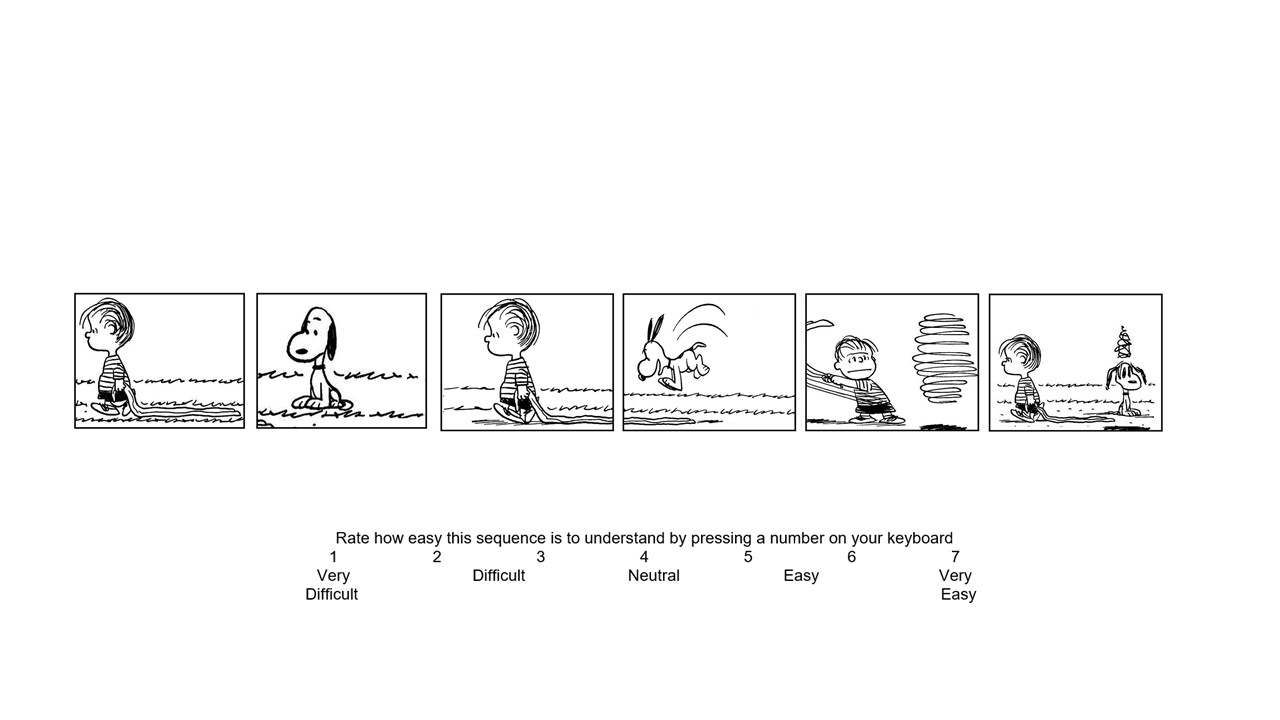 Rate how easy this sequence is to understand by pressing a number on your keyboard
1 2 3 4 5 6 7
Very Difficult Neutral Easy Very
Difficult Easy